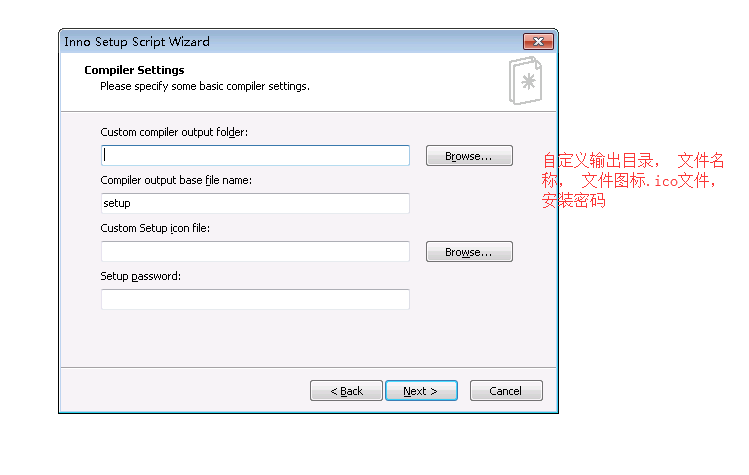 Inno Setup Script Wizard
Compiler Settings
Please specify some basic compiler settings.
Custom compiler output folder:
Browse...
Compiler output base file name:
setup
Custom Setup icon file:
Browse...
Setup password:
< Back
Next >
Cancel
自定义输出目录， 文件名
称， 文件图标.ico文件，
安装密码